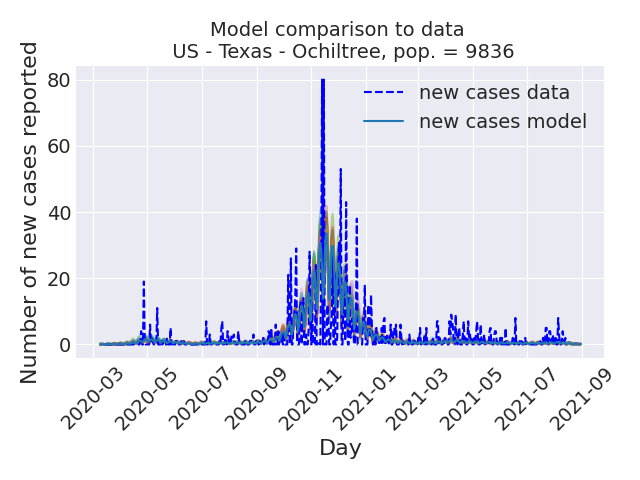 Model comparison to data
US - Texas - Ochiltree, pop. = 9836
Number of new cases reported
80
60
40
20
0
new cases data
new cases model
2020-03
2020-05
2020-07
2020-09
2020-11
2021-01
2021-03
2021-05
2021-07
2021-09
Day